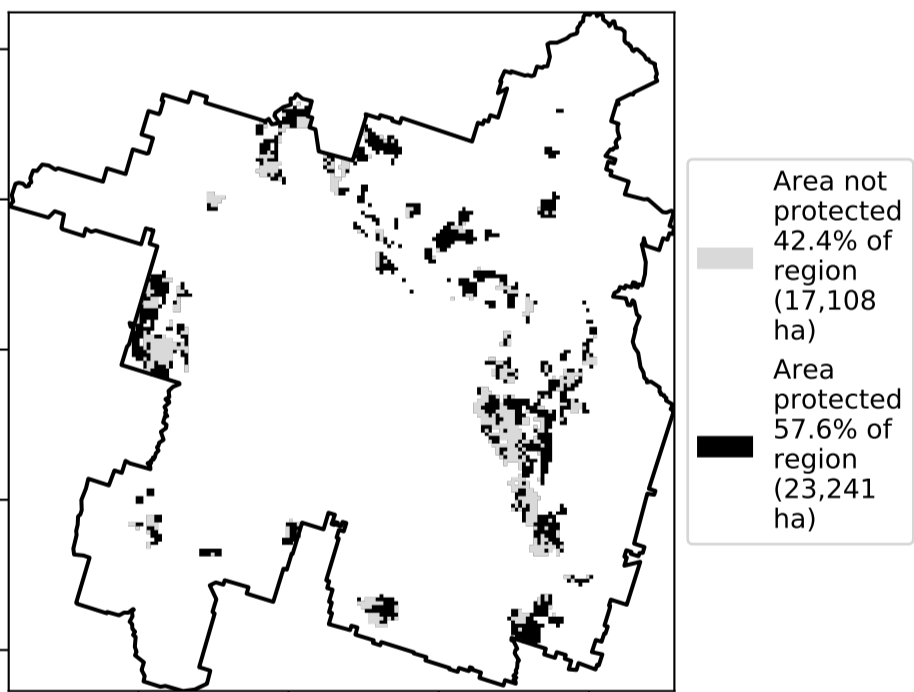 Area not
protected
42.4% of
region
(17,108
ha)
Area
protected
57.6% of
region
(23,241
ha)